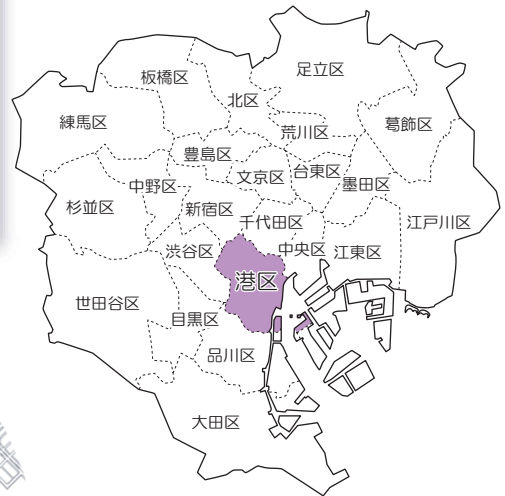 足立区
板橋区
北区
練馬区
葛飾区
荒川区
豊島区
文京区
台東区
墨田区
中野区
杉並区
新宿区
千代田区
江戸川区
渋谷区
中央区
江東区
港区
世田谷区
目黒区
品川区
大田区